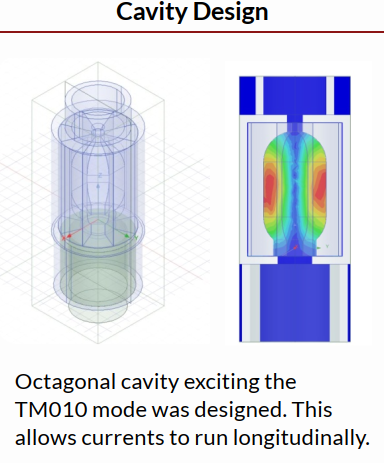 Cavity Design
Octagonal cavity exciting the
TM010 mode was designed. This
allows currents to run longitudinally.